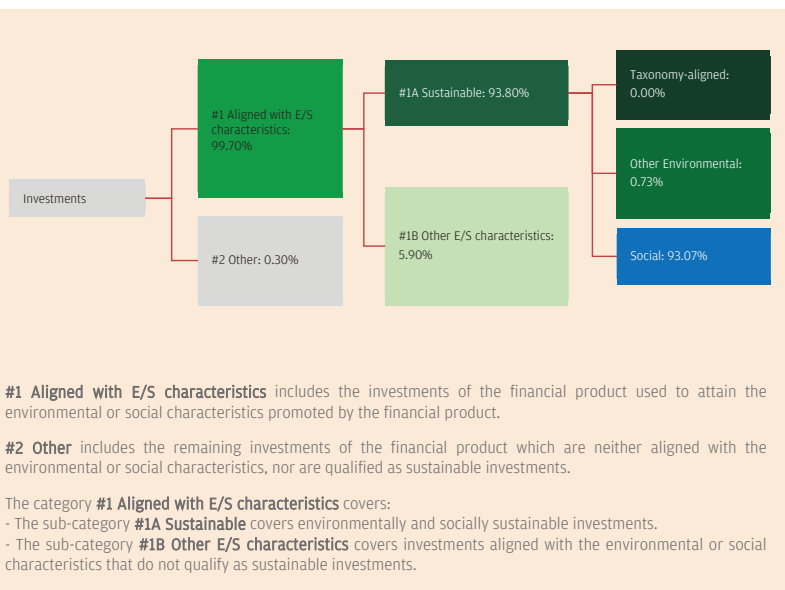 Investments
#1 Aligned with E/S
characteristics:
99.70%
#2 Other: 0.30%
#1A Sustainable: 93.80%
#1B Other E/S characteristics:
5.90%
Taxonomy-aligned:
0.00%
Other Environmental:
0.73%
Social: 93.07%
#1 Aligned with E/S characteristics includes the investments of the financial product used to attain the
environmental or social characteristics promoted by the financial product.
#2 Other includes the remaining investments of the financial product which are neither aligned with the
environmental or social characteristics, nor are qualified as sustainable investments.
The category #1 Aligned with E/S characteristics covers:
- The sub-category #1A Sustainable covers environmentally and socially sustainable investments.
- The sub-category #1B Other E/S characteristics covers investments aligned with the environmental or social
characteristics that do not qualify as sustainable investments.